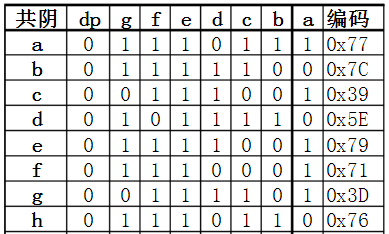 共阴 dp g f e d c b a 编码
a 0 1 1 1 0 1 1 1 0x77
b 0 1 1 1 1 1 0 0 0x7C
c 0 0 1 1 1 0 0 1 0x39
d 0 1 0 1 1 1 1 0 0x5E
e 0 1 1 1 1 0 0 1 0x79
f 0 1 1 1 0 0 0 1 0x71
g 0 0 1 1 1 1 0 1 0x3D
h 0 1 1 1 0 1 1 0 0x76